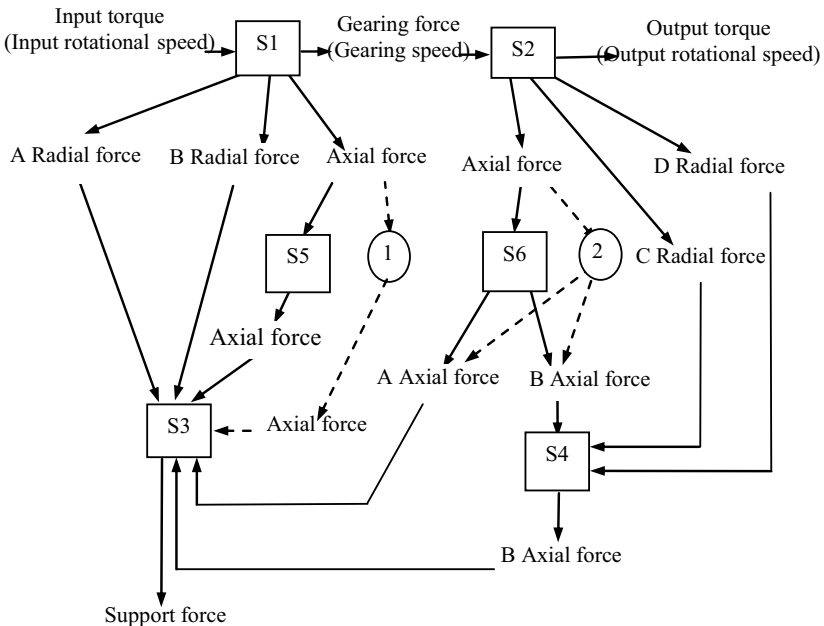 Input torque
(Input rotational speed)
S1
Gearing force
(Gearing speed)
S2
Output torque
(Output rotational speed)
A Radial force
B Radial force
Axial force
Axial force
D Radial force
S5
1
S6
2
C Radial force
Axial force
A Axial force
B Axial force
S3
Axial force
S4
B Axial force
Support force